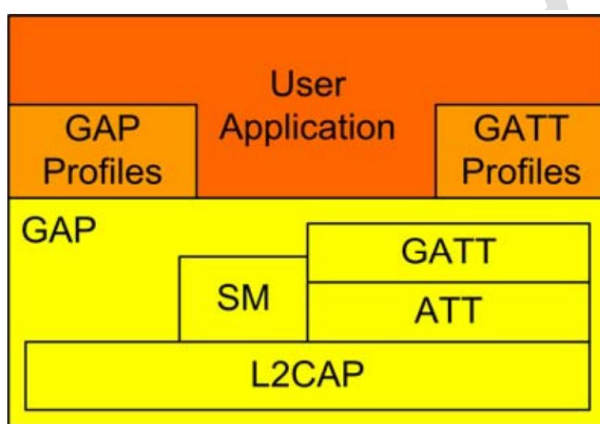 User
Application
GAP
Profiles
GATT
Profiles
GAP
GATT
SM
ATT
L2CAP